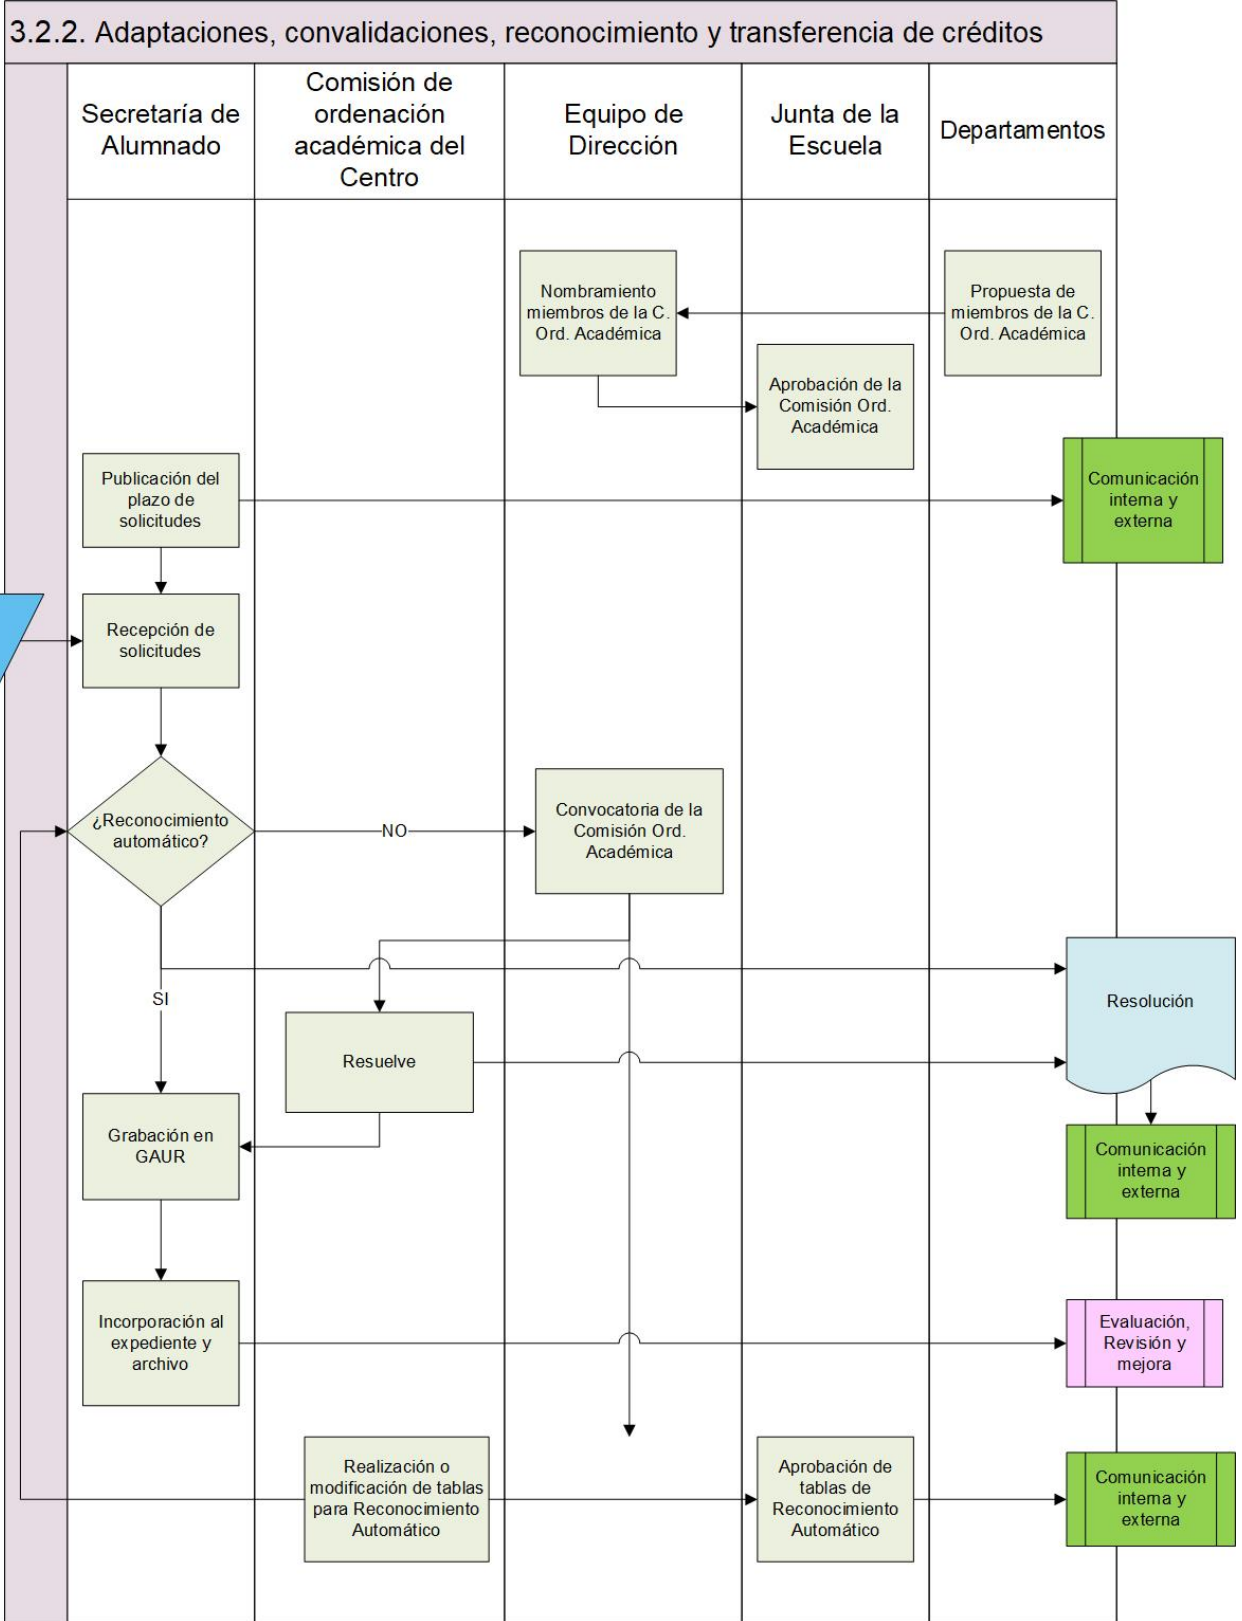 3.2.2. Adaptaciones, convalidaciones, reconocimiento y transferencia de créditos
Secretaría de
Alumnado
Comisión de
ordenación
académica del
Centro
Equipo de
Dirección
Junta de la
Escuela
Departamentos
Nombramiento
miembros de la C.
Ord. Académica
Propuesta de
miembros de la C.
Ord. Académica
Aprobación de la
Comisión Ord.
Académica
Publicación del
plazo de
solicitudes
Comunicación
interna y
externa
Recepción de
solicitudes
¿Reconocimiento
automático?
NO
Convocatoria de la
Comisión Ord.
Académica
SI
Resolución
Resuelve
Grabación en
GAUR
Comunicación
interna y
externa
Incorporación al
expediente y
archivo
Evaluación,
Revisión y
mejora
Realización o
modificación de tablas
para Reconocimiento
Automático
Aprobación de
tablas de
Reconocimiento
Automático
Comunicación
interna y
externa